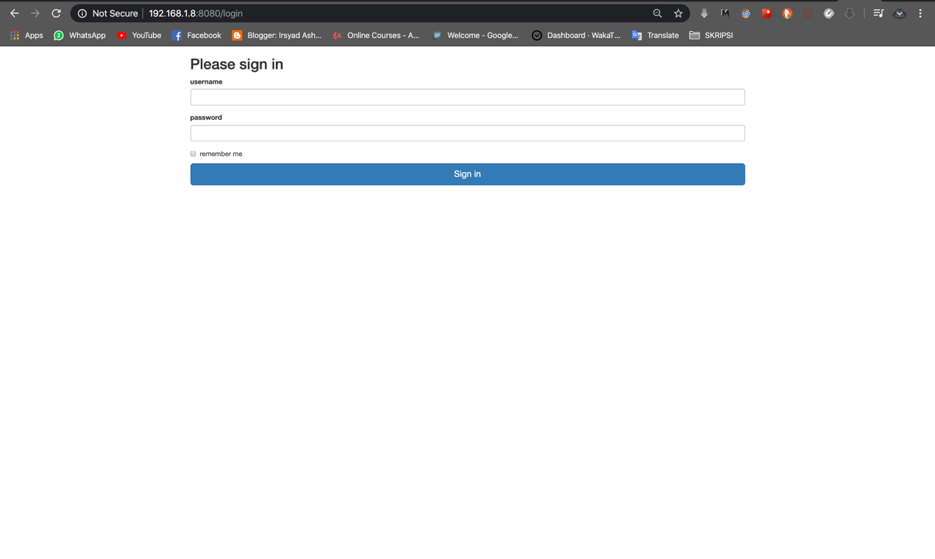 Not Secure 192.168.1.8:8080/login
Apps WhatsApp YouTube Facebook Blogger: Irsyad Ash... Online Courses - A... Welcome - Google... Dashboard · WakaT... Translate SKRIPSI
Please sign in
username
password
remember me
Sign in